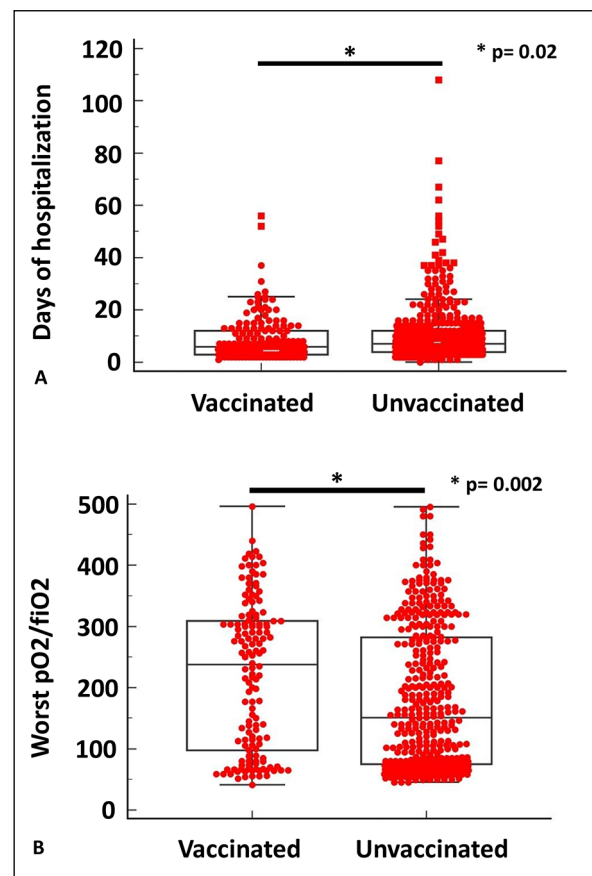 120
100
80
60
40
20
0
Days of hospitalization
*
* p= 0.02
A
Vaccinated Unvaccinated
500
400
300
200
100
0
Worst pO2/fiO2
*
* p= 0.002
B
Vaccinated Unvaccinated